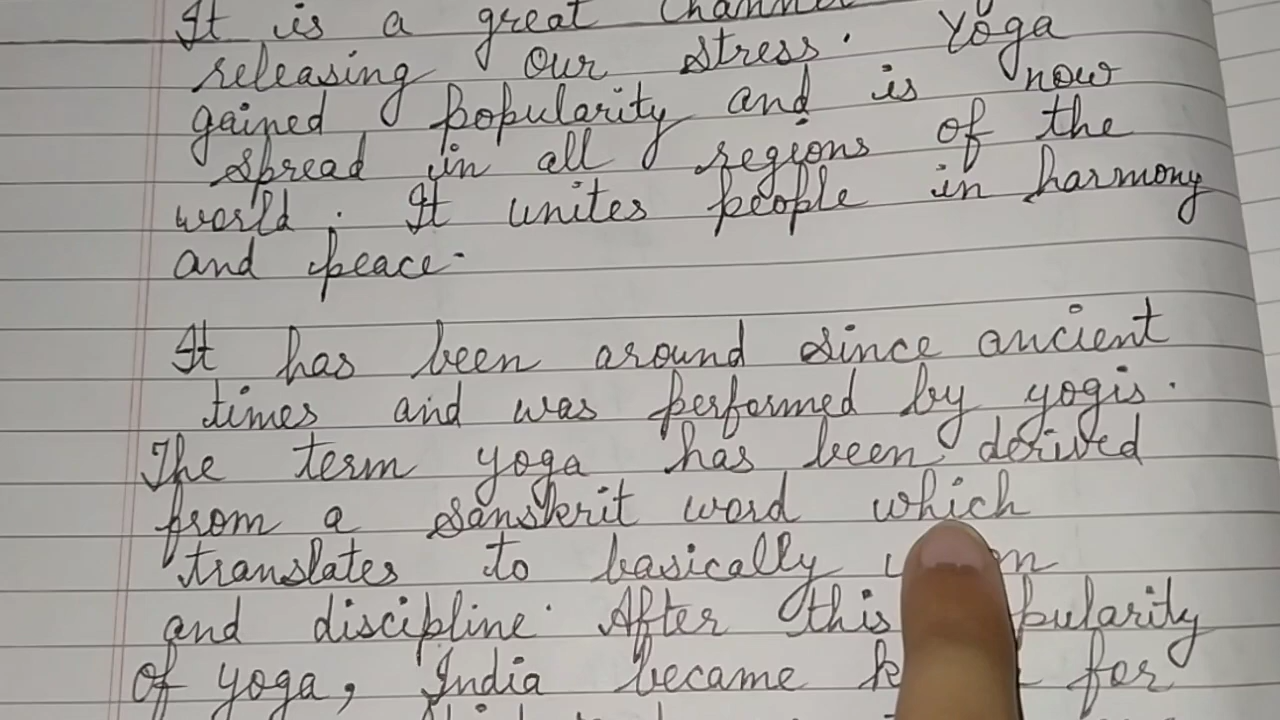 It is a great channel
releasing our stress. Yoga
gained popularity and is now
spread in all regions of the
world. It unites people in harmony
and peace.
It has been around since ancient
times and was performed by yogis.
The term yoga has been derived
from a sanskrit word which
translates to basically
and discipline. After this
of yoga, India became for